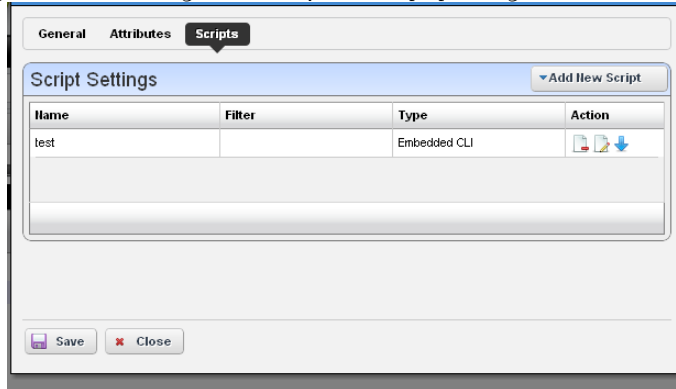 General Attributes Scripts
Script Settings Add New Script
Name Filter Type Action
test Embedded CLI
Save Close